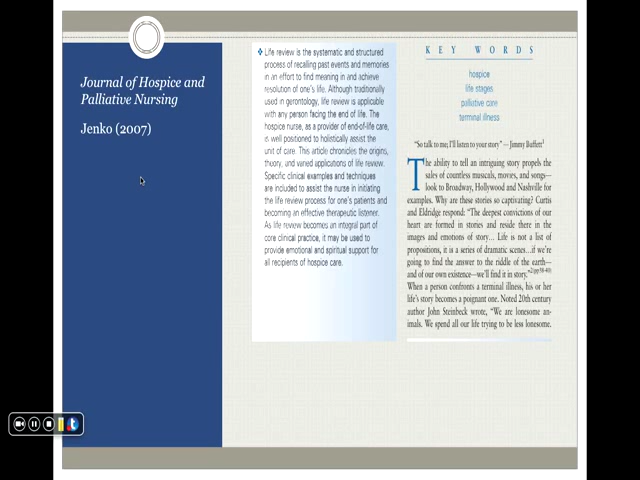 Journal of Hospice and
Palliative Nursing
Jenko (2007)
❖ Life review is the systematic and structured
process of recalling past events and memories
in an effort to find meaning in and achieve
resolution of one's life. Although traditionally
used in gerontology, life review is applicable
with any person facing the end of life. The
hospice nurse, as a provider of end-of-life care,
is well positioned to holistically assist the
unit of care. This article chronicles the origins,
theory, and varied applications of life review.
Specific clinical examples and techniques
are included to assist the nurse in initiating
the life review process for one's patients and
becoming an effective therapeutic listener.
As life review becomes an integral part of
core clinical practice, it may be used to
provide emotional and spiritual support for
all recipients of hospice care.
KEY WORDS
hospice
life stages
palliative care
terminal illness
"So talk to me; I'll listen to your story" — Jimmy Buffett¹
The ability to tell an intriguing story propels the
sales of countless musicals, movies, and songs—
look to Broadway, Hollywood and Nashville for
examples. Why are these stories so captivating? Curtis
and Eldridge respond: "The deepest convictions of our
heart are formed in stories and reside there in the
images and emotions of story... Life is not a list of
propositions, it is a series of dramatic scenes...if we're
going to find the answer to the riddle of the earth—
and of our own existence—we'll find it in story."²(pp38-40)
When a person confronts a terminal illness, his or her
life's story becomes a poignant one. Noted 20th century
author John Steinbeck wrote, "We are lonesome an-
imals. We spend all our life trying to be less lonesome.